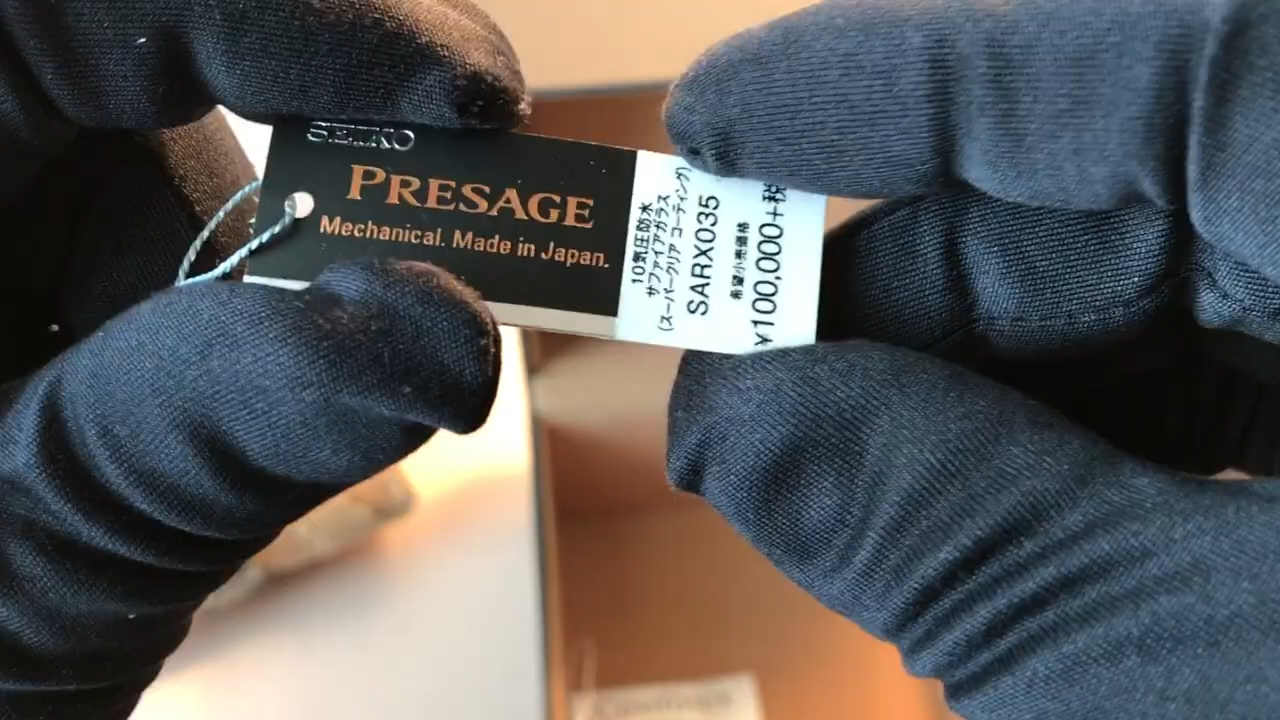 SEIKO
PRESAGE
Mechanical. Made in Japan.
10気圧防水
サファイアガラス
(スーパークリア コーティング)
SARX035
希望小売価格
¥100,000+税